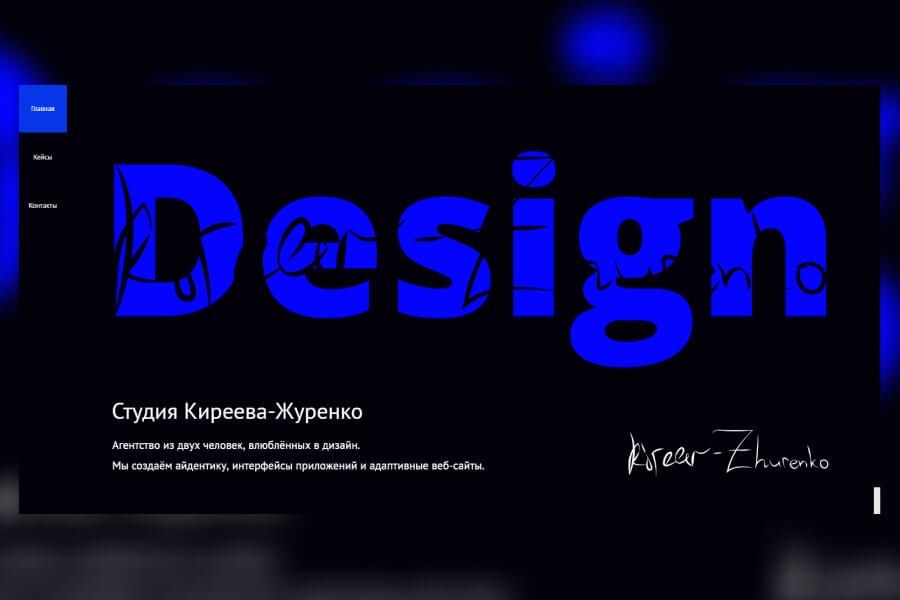 Главная
Кейсы
Контакты
Design
Студия Киреева-Журенко
Агентство из двух человек, влюблённых в дизайн.
Мы создаём айдентику, интерфейсы приложений и адаптивные веб-сайты.
Kireev-Zhurenko